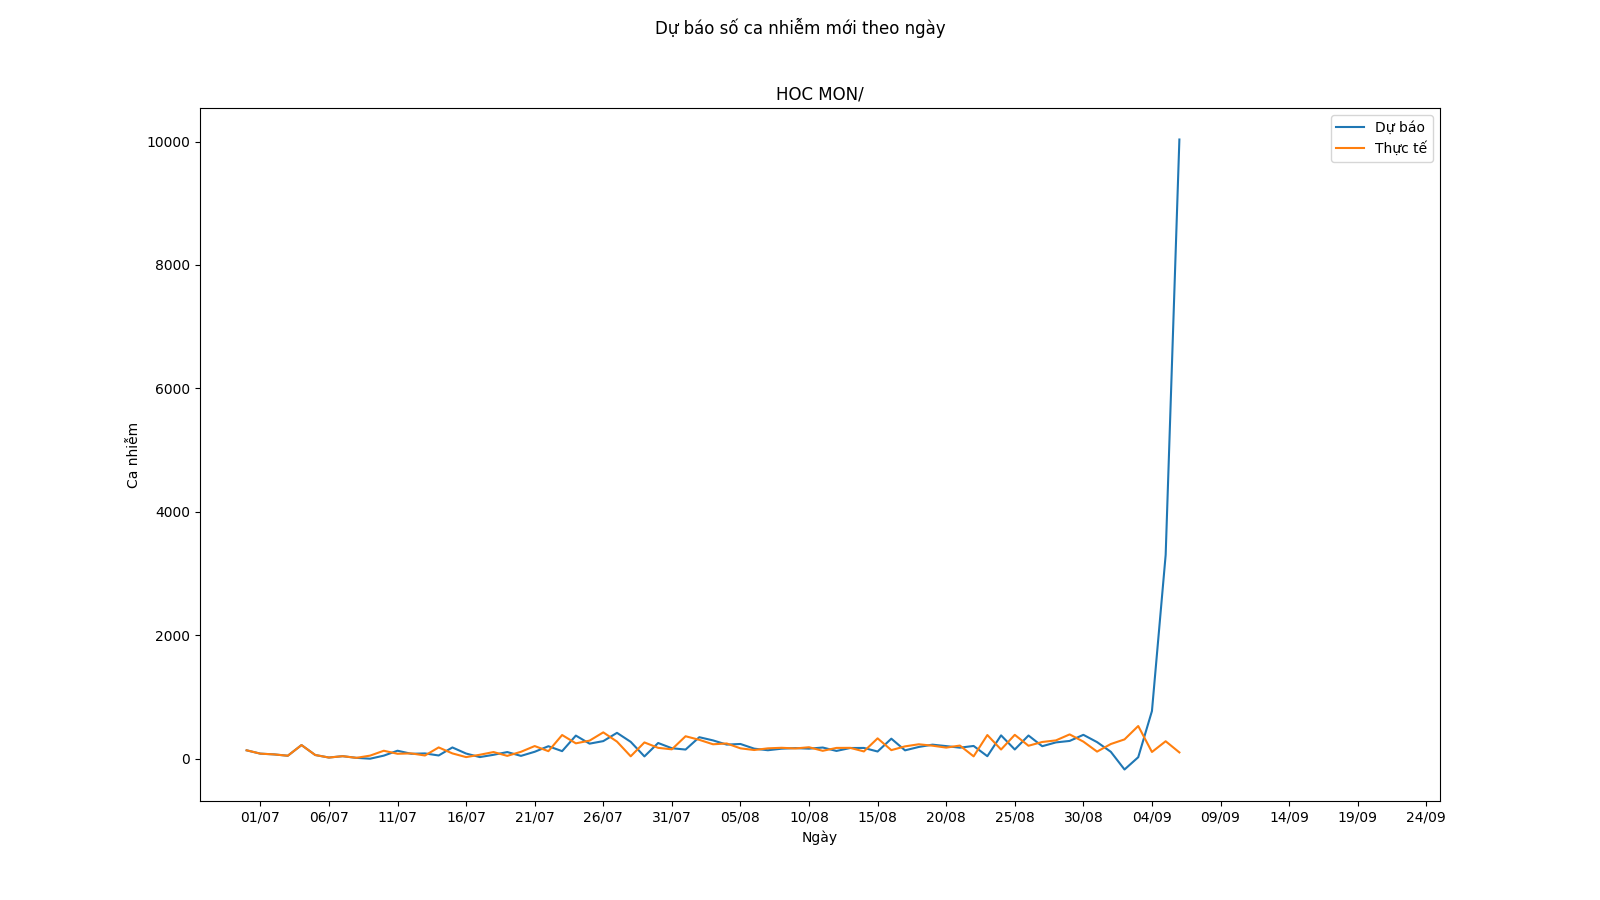 Dự báo số ca nhiễm mới theo ngày
HOC MON/
Dự báo
Thực tế
10000
8000
6000
4000
2000
0
Ca nhiễm
01/07 06/07 11/07 16/07 21/07 26/07 31/07 05/08 10/08 15/08 20/08 25/08 30/08 04/09 09/09 14/09 19/09 24/09
Ngày